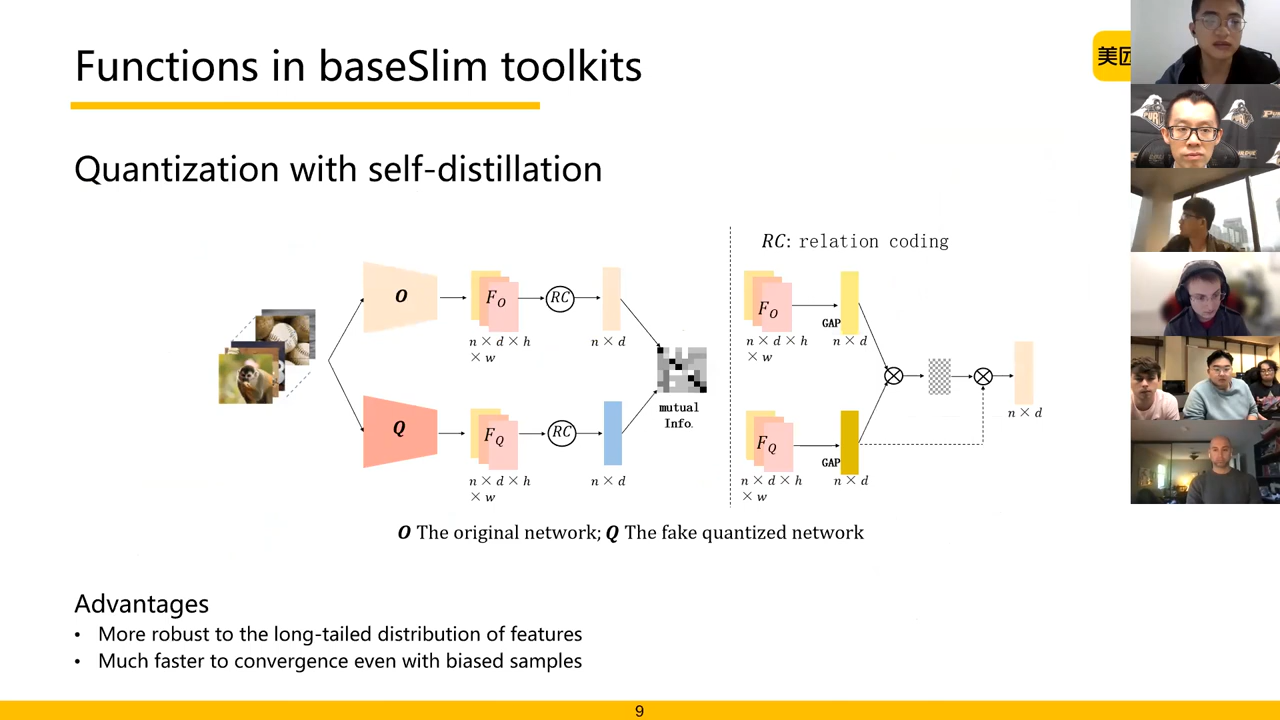 Functions in baseSlim toolkits
美团
Quantization with self-distillation
RC: relation coding
O
F_O
RC
n × d × h
× w
n × d
Q
F_Q
RC
n × d × h
× w
n × d
mutual
Info.
F_O
GAP
n × d × h
× w
n × d
F_Q
GAP
n × d × h
× w
n × d
n × d
O The original network; Q The fake quantized network
Advantages
• More robust to the long-tailed distribution of features
• Much faster to convergence even with biased samples
9